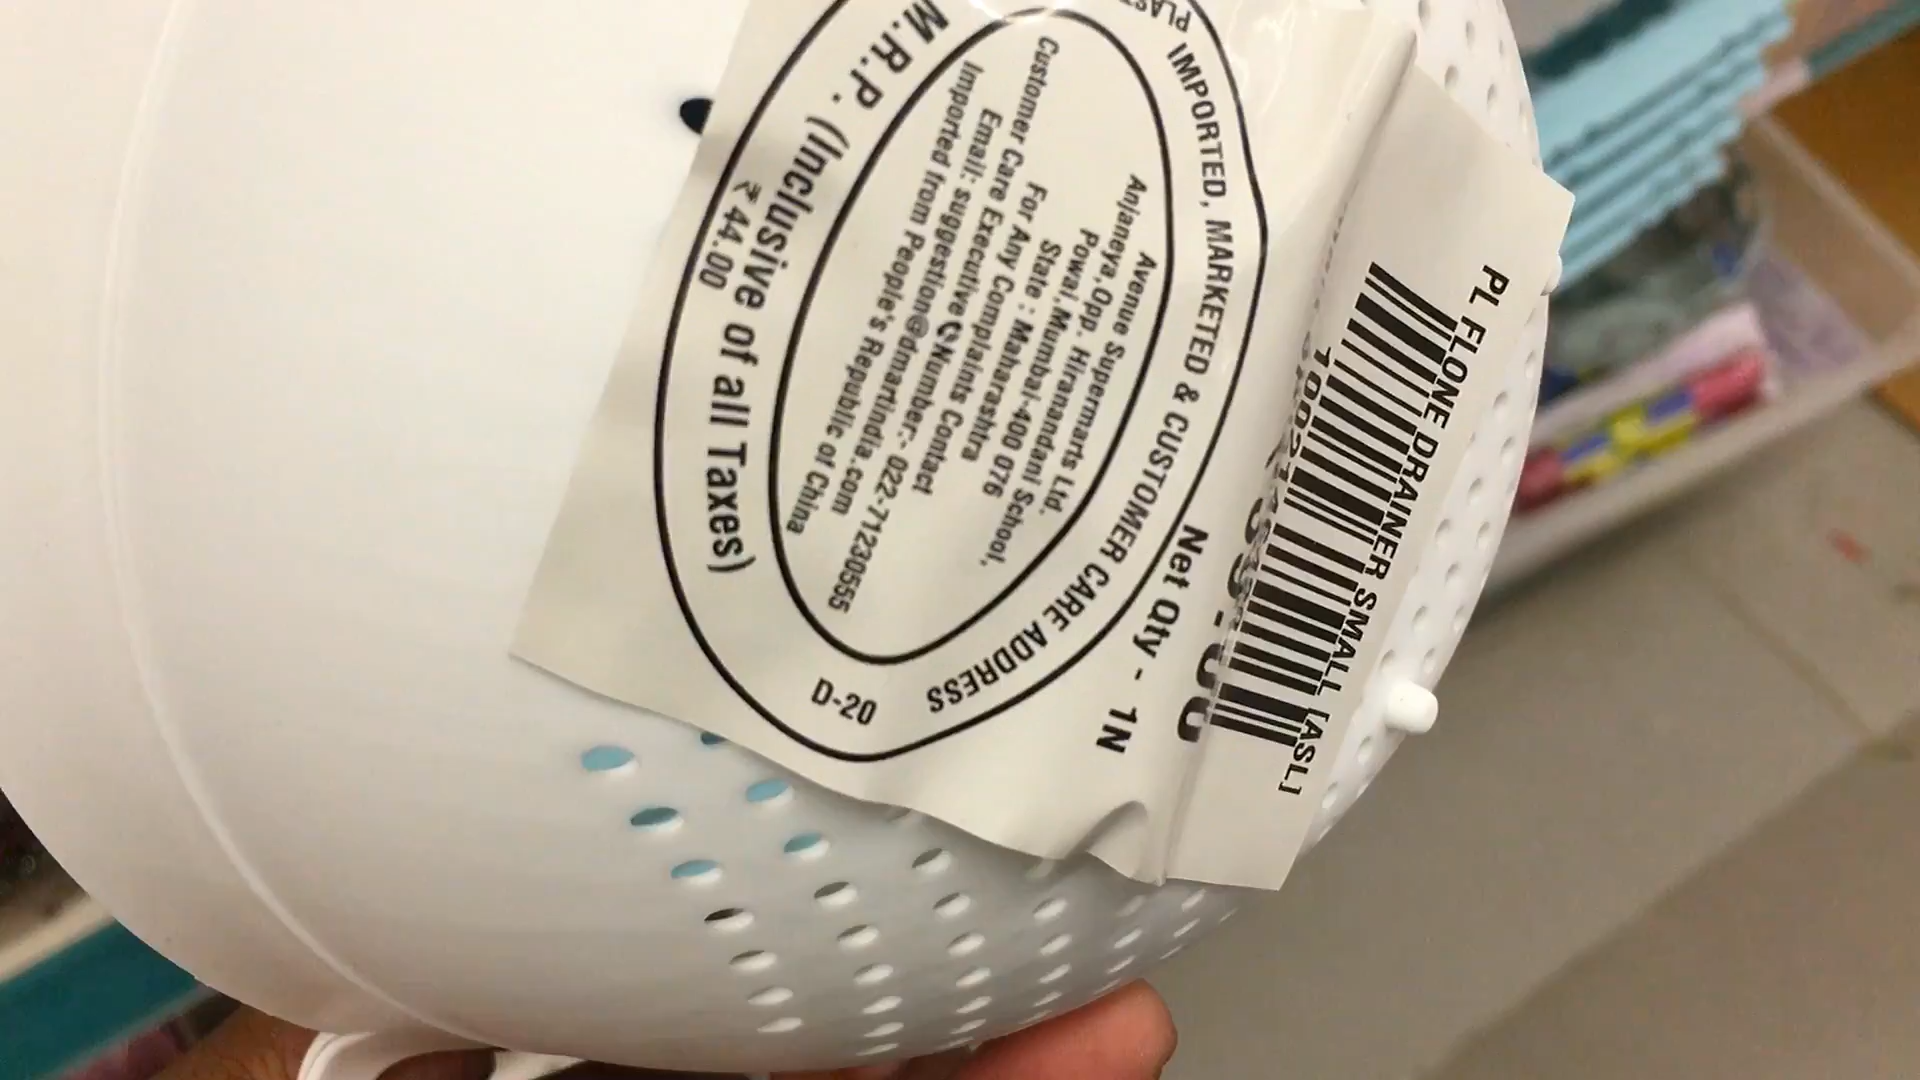 PL FLONE DRAINER SMALL [ASL]
Net Qty - 1N
IMPORTED, MARKETED & CUSTOMER CARE ADDRESS
Avenue Supermarts Ltd.
Anjaneya, Opp. Hiranandani School,
Powai, Mumbai-400 076
State : Maharashtra
For Any Complaints Contact
Customer Care Executive Number:- 022-71230555
Email: suggestion@dmartindia.com
Imported from People's Republic of China
M.R.P. (Inclusive of all Taxes)
₹ 44.00
D-20